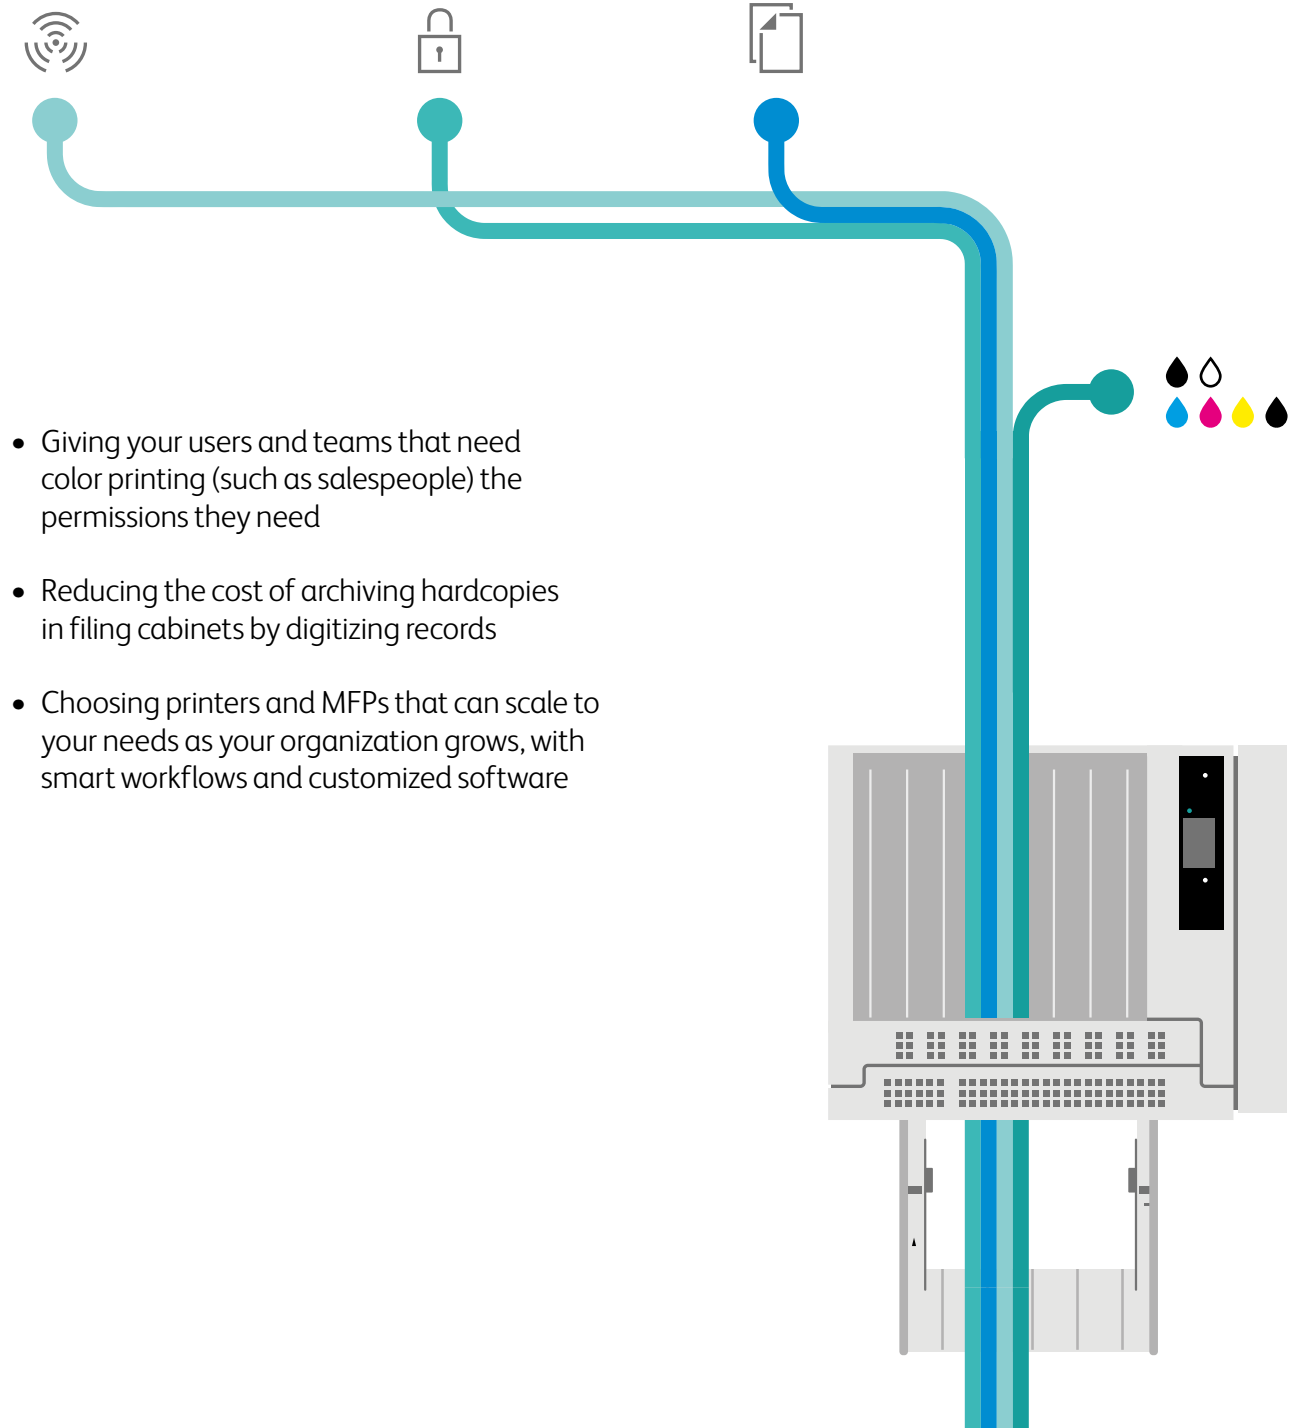 • Giving your users and teams that need
color printing (such as salespeople) the
permissions they need
• Reducing the cost of archiving hardcopies
in filing cabinets by digitizing records
• Choosing printers and MFPs that can scale to
your needs as your organization grows, with
smart workflows and customized software